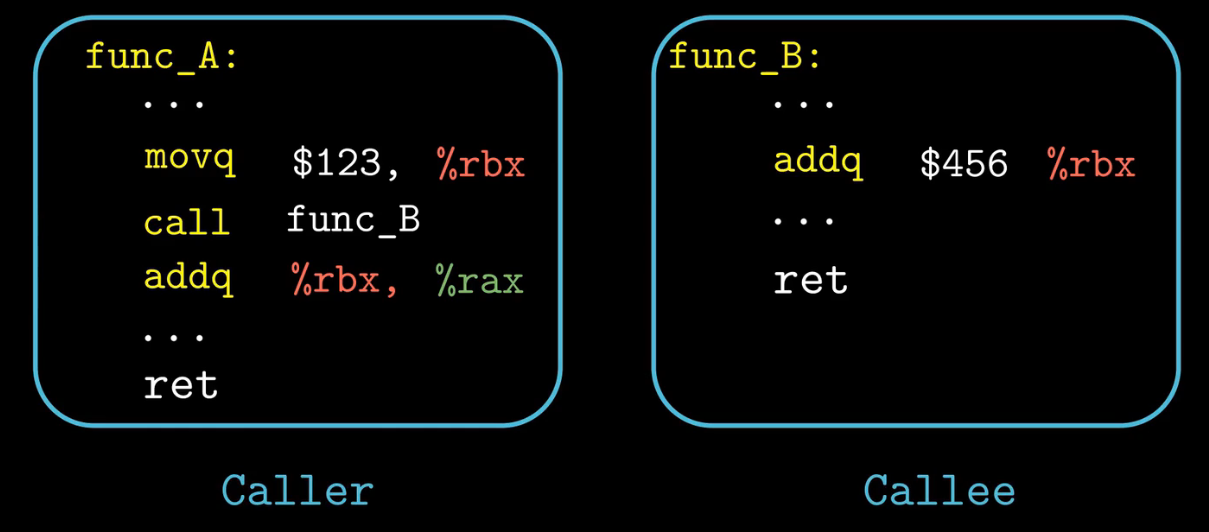 func_A:
...
movq $123, %rbx
call func_B
addq %rbx, %rax
...
ret
Caller
func_B:
...
addq $456 %rbx
...
ret
Callee